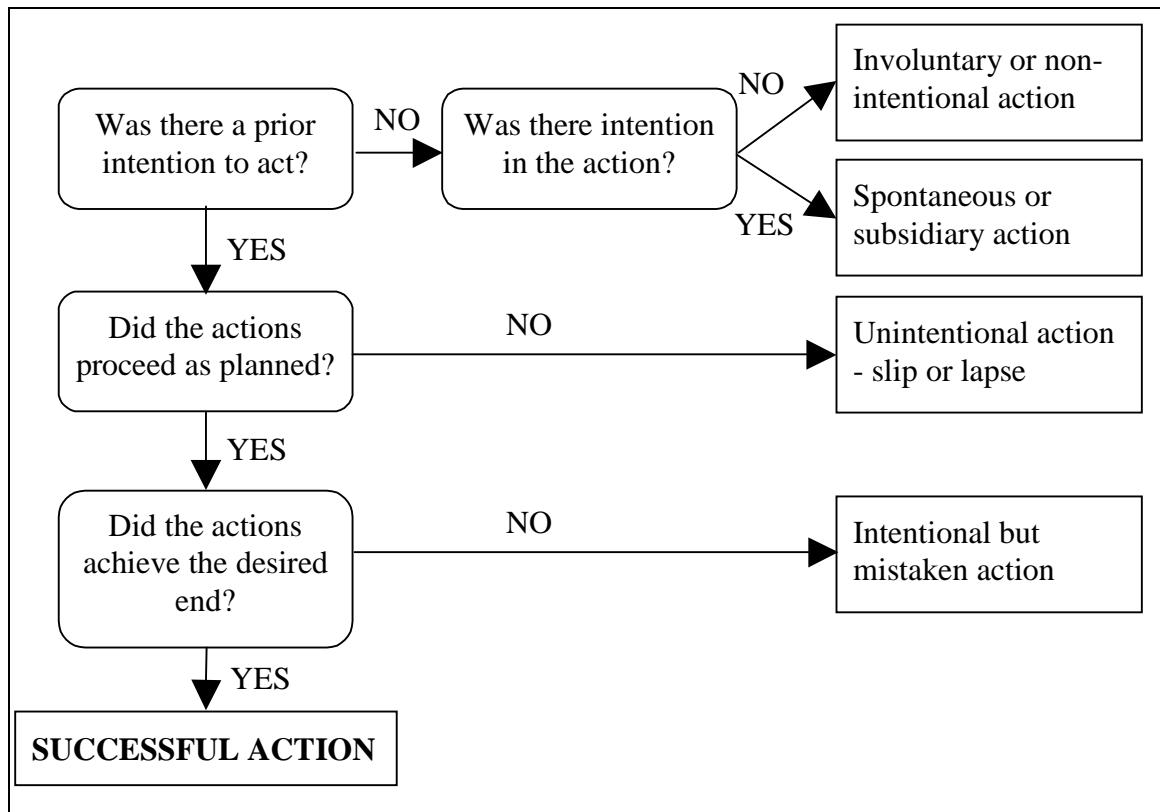 Was there a prior
intention to act?
NO
Was there intention
in the action?
NO
Involuntary or non-
intentional action
YES
Spontaneous or
subsidiary action
YES
Did the actions
proceed as planned?
NO
Unintentional action
- slip or lapse
YES
Did the actions
achieve the desired
end?
NO
Intentional but
mistaken action
YES
SUCCESSFUL ACTION